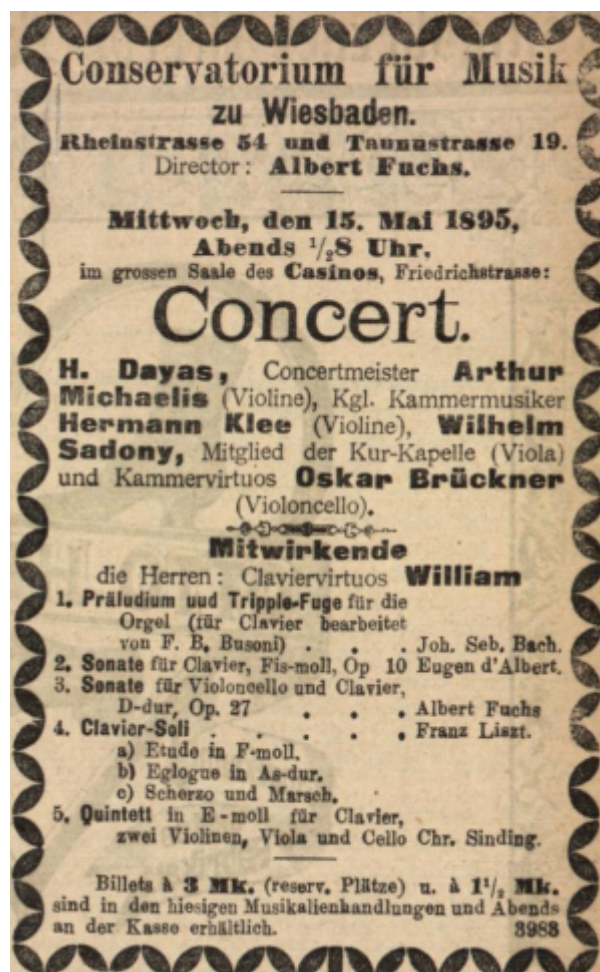 Conservatorium für Musik
zu Wiesbaden.
Rheinstrasse 54 und Taunusstrasse 19.
Director: Albert Fuchs.
Mittwoch, den 15. Mai 1895,
Abends 1/2 8 Uhr,
im grossen Saale des Casinos, Friedrichstrasse:
Concert.
H. Dayas, Concertmeister Arthur
Michaelis (Violine), Kgl. Kammermusiker
Hermann Klee (Violine), Wilhelm
Sadony, Mitglied der Kur-Kapelle (Viola)
und Kammervirtuos Oskar Brückner
(Violoncello).
Mitwirkende
die Herren: Claviervirtuos William
1. Präludium uud Tripple-Fuge für die
Orgel (für Clavier bearbeitet
von F. B. Busoni) . . . Joh. Seb. Bach.
2. Sonate für Clavier, Fis-moll, Op 10 Eugen d'Albert.
3. Sonate für Violoncello und Clavier,
D-dur, Op. 27 . . . Albert Fuchs
4. Clavier-Soli . . . . . Franz Liszt.
a) Etude in F-moll.
b) Eglogue in As-dur.
c) Scherzo und Marsch.
5. Quintett in E-moll für Clavier,
zwei Violinen, Viola und Cello Chr. Sinding.
Billets à 3 Mk. (reserv. Plätze) u. à 1 1/2 Mk.
sind in den hiesigen Musikalienhandlungen und Abends
an der Kasse erhältlich. 3983